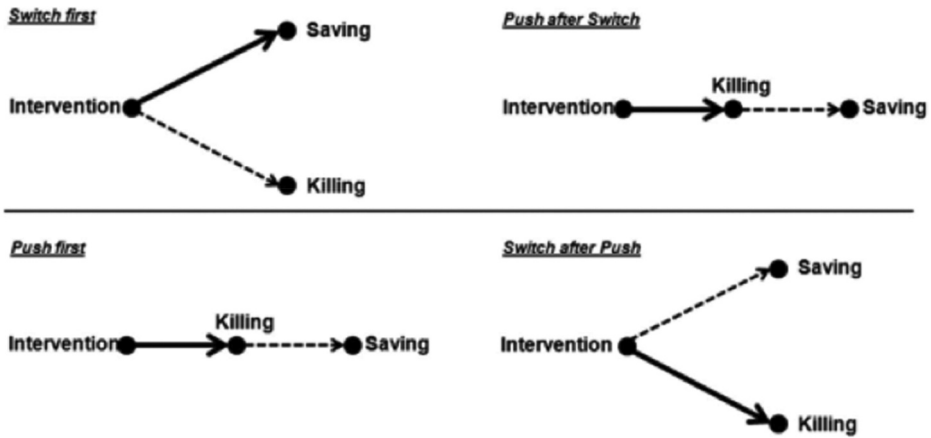 Switch first
Saving
Intervention
Killing
Push after Switch
Killing
Intervention
Saving
Push first
Killing
Intervention
Saving
Switch after Push
Saving
Intervention
Killing